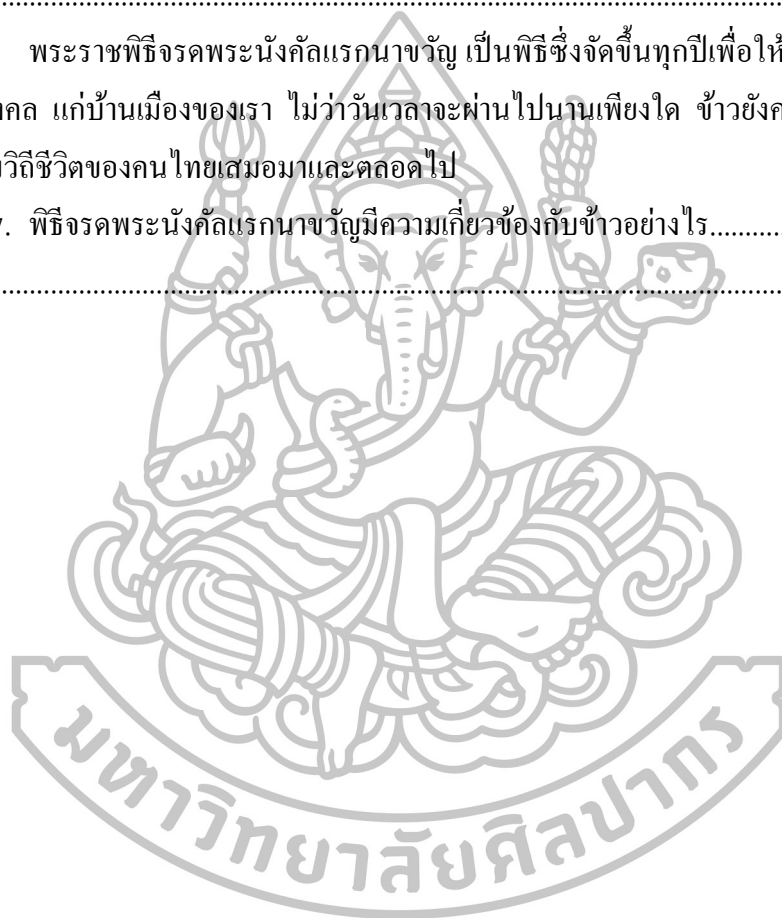 พระราชพิธีจรดพระนังคัลแรกนาขวัญ เป็นพิธีซึ่งจัดขึ้นทุกปีเพื่อให้
งคล แก่บ้านเมืองของเรา ไม่ว่าวันเวลาจะผ่านไปนานเพียงใด ข้าวยังค
วิถีชีวิตของคนไทยเสมอมาและตลอดไป
. พิธีจรดพระนังคัลแรกนาขวัญมีความเกี่ยวข้องกับข้าวอย่างไร...........
มหาวิทยาลัยศิลปากร